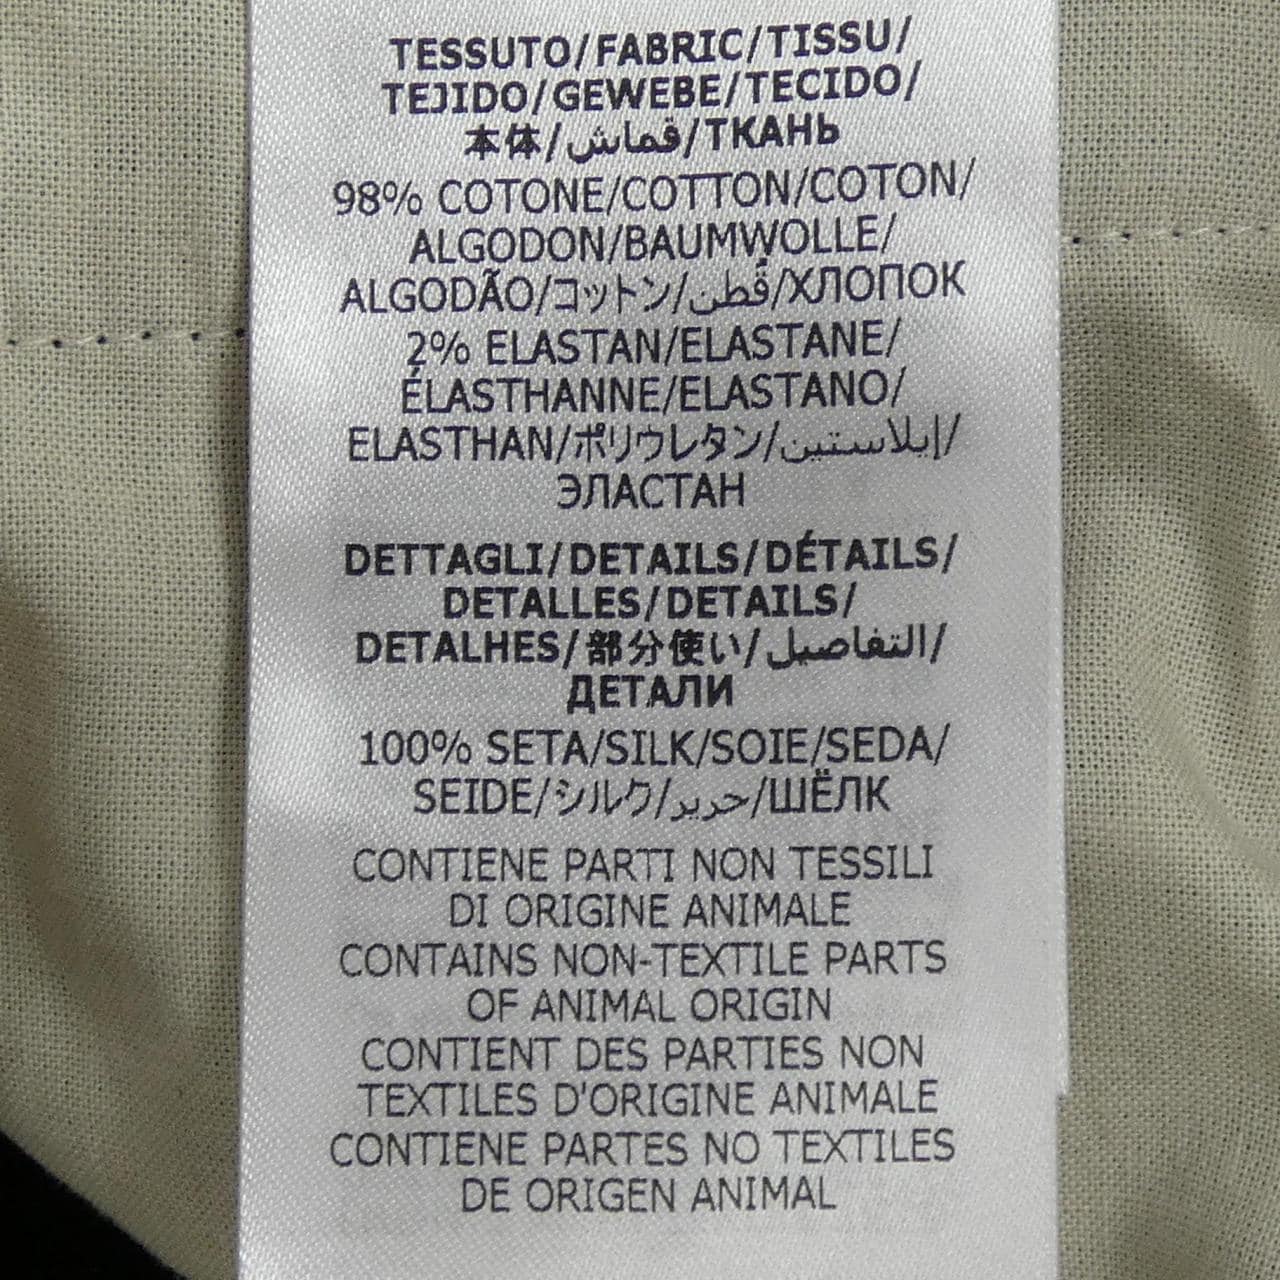 TESSUTO/FABRIC/TISSU/
TEJIDO/GEWEBE/TECIDO/
本体/قماش/ТКАНЬ
98% COTONE/COTTON/COTON/
ALGODON/BAUMWOLLE/
ALGODÃO/コットン/قطن/ХЛОПОК
2% ELASTAN/ELASTANE/
ÉLASTHANNE/ELASTANO/
ELASTHAN/ポリウレタン/إيلاستين/
ЭЛАСТАН
DETTAGLI/DETAILS/DÉTAILS/
DETALLES/DETAILS/
DETALHES/部分使い/التفاصيل/
ДЕТАЛИ
100% SETA/SILK/SOIE/SEDA/
SEIDE/シルク/حرير/ШЁЛК
CONTIENE PARTI NON TESSILI
DI ORIGINE ANIMALE
CONTAINS NON-TEXTILE PARTS
OF ANIMAL ORIGIN
CONTIENT DES PARTIES NON
TEXTILES D'ORIGINE ANIMALE
CONTIENE PARTES NO TEXTILES
DE ORIGEN ANIMAL